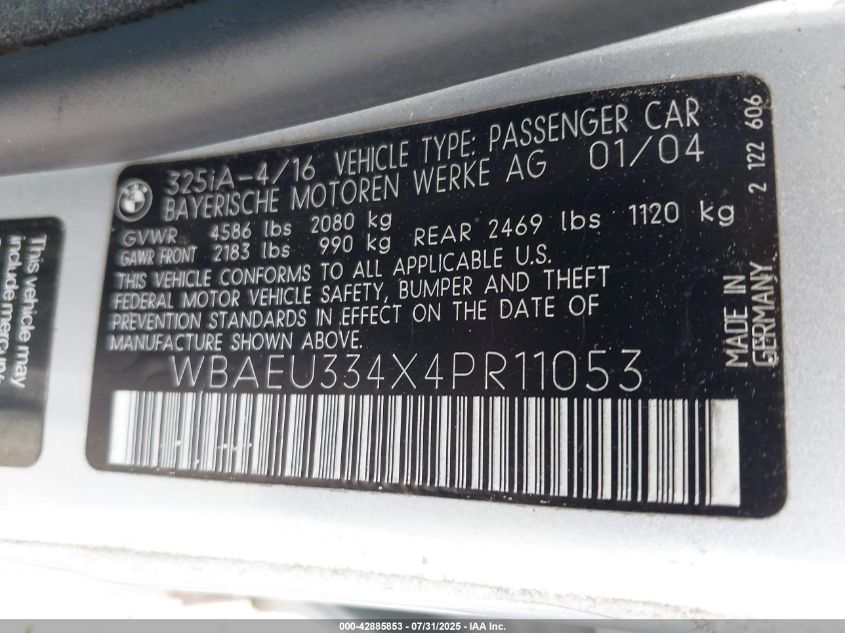 325iA-4/16 VEHICLE TYPE: PASSENGER CAR
BAYERISCHE MOTOREN WERKE AG 01/04
GVWR 4586 lbs 2080 kg
GAWR FRONT 2183 lbs 990 kg REAR 2469 lbs 1120 kg
THIS VEHICLE CONFORMS TO ALL APPLICABLE U.S.
FEDERAL MOTOR VEHICLE SAFETY, BUMPER AND THEFT
PREVENTION STANDARDS IN EFFECT ON THE DATE OF
MANUFACTURE SHOWN ABOVE.
WBAEU334X4PR11053
MADE IN
GERMANY
2 122 606
This vehicle may
include mercury
000-42885853 - 07/31/2025 - IAA Inc.